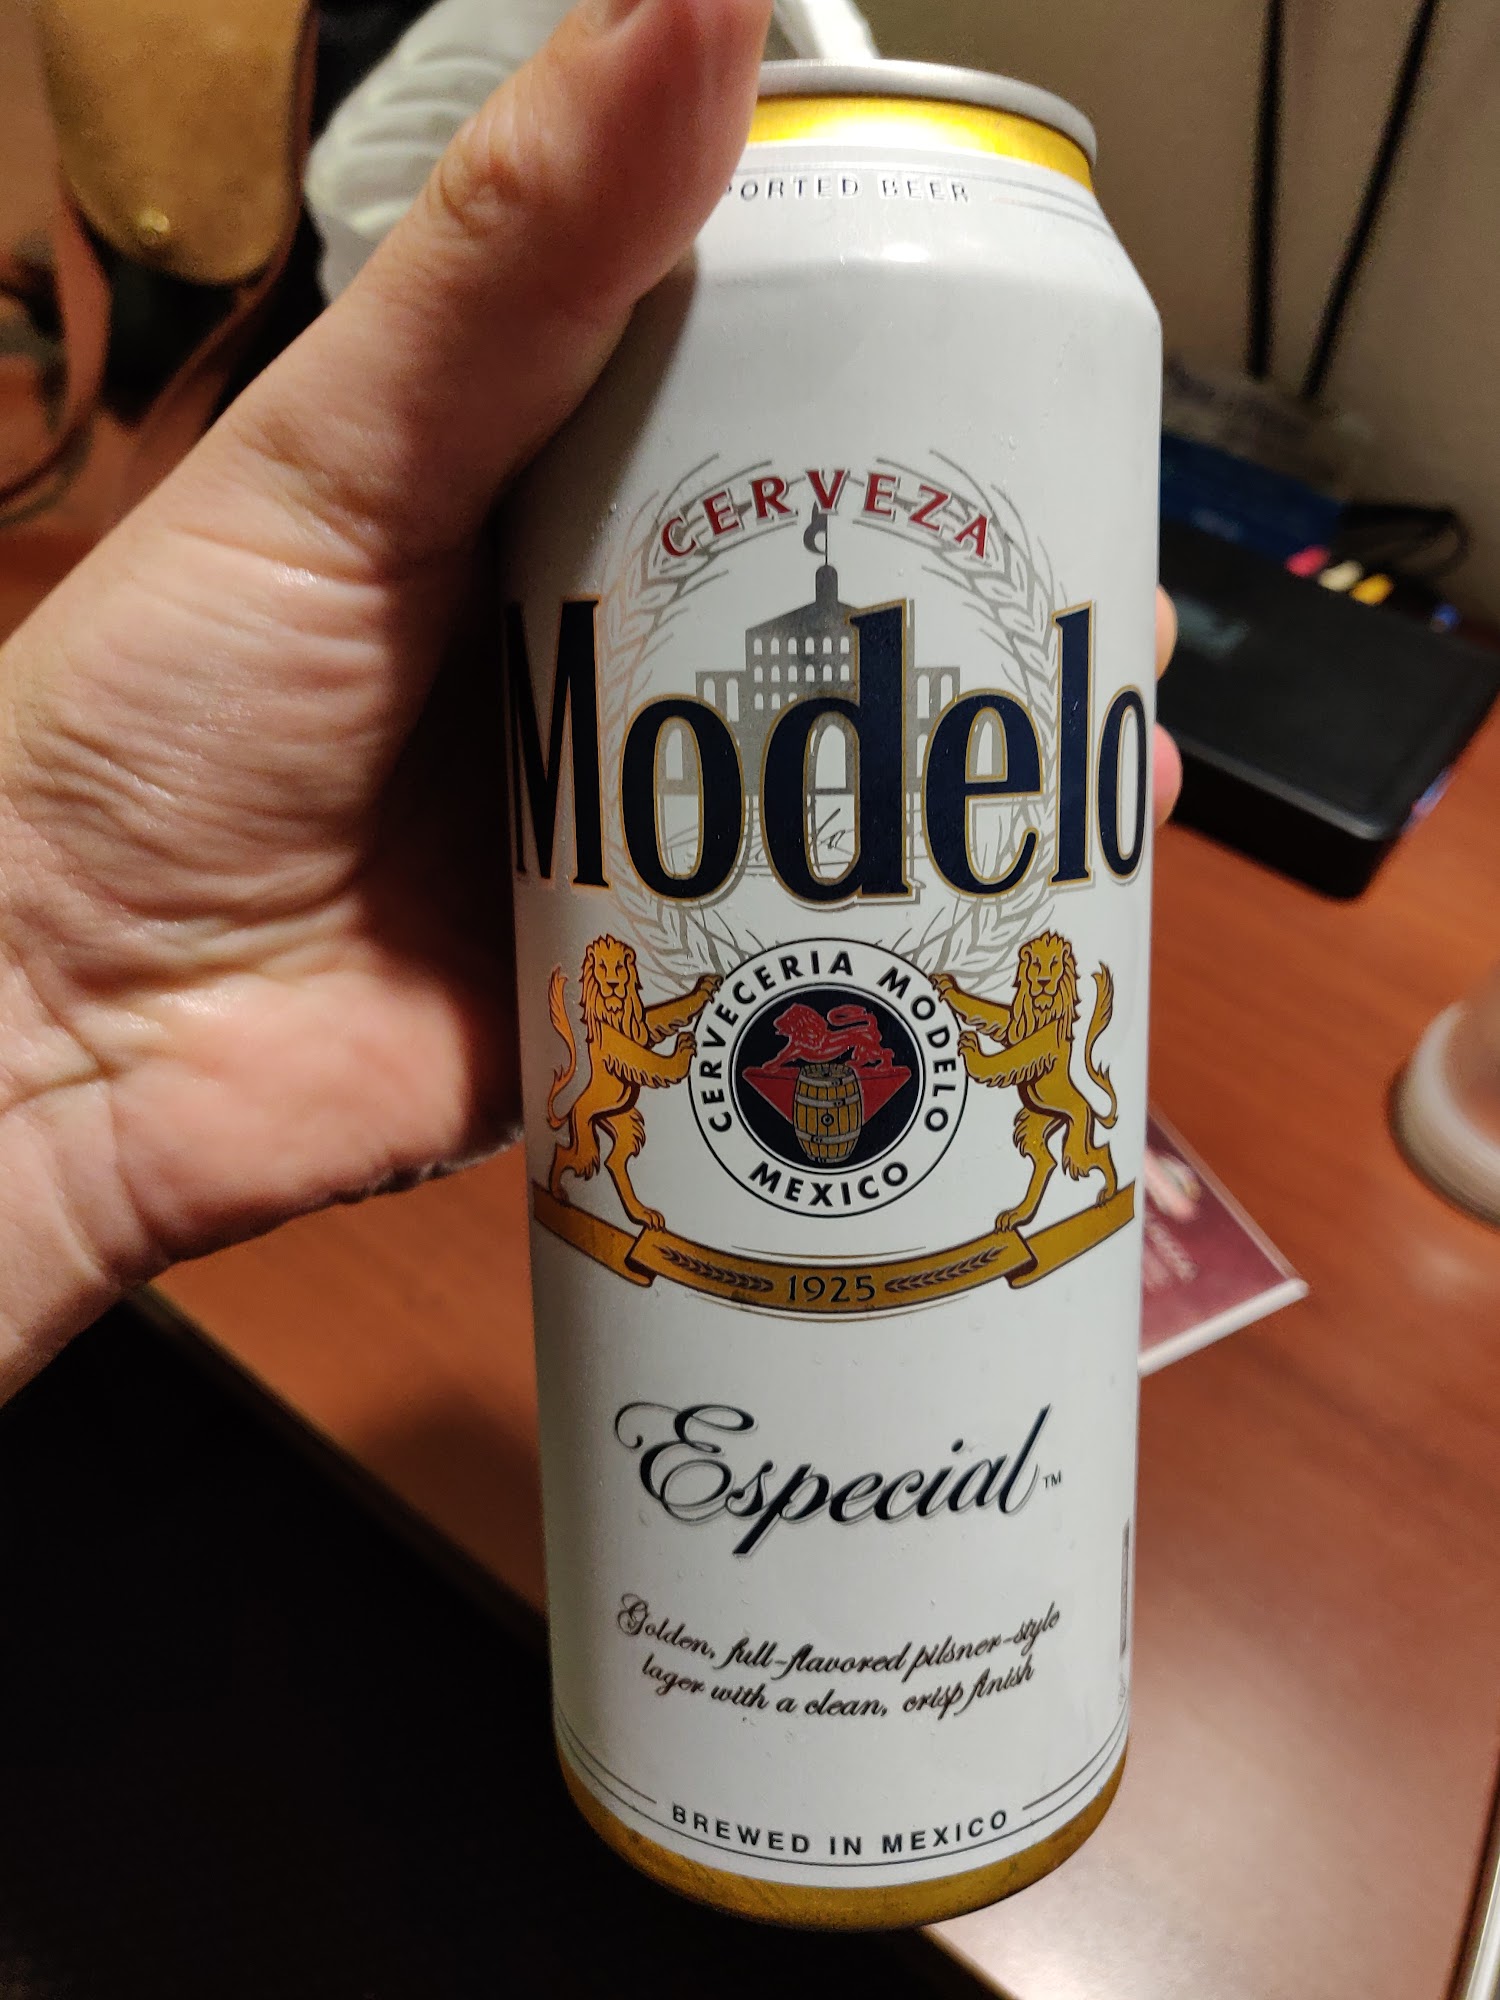 BEER
CERVEZA
Modelo
CERVECERIA MODELO
MEXICO
1925
Especial™
Golden, full-flavored pilsner-style
lager with a clean, crisp finish
BREWED IN MEXICO